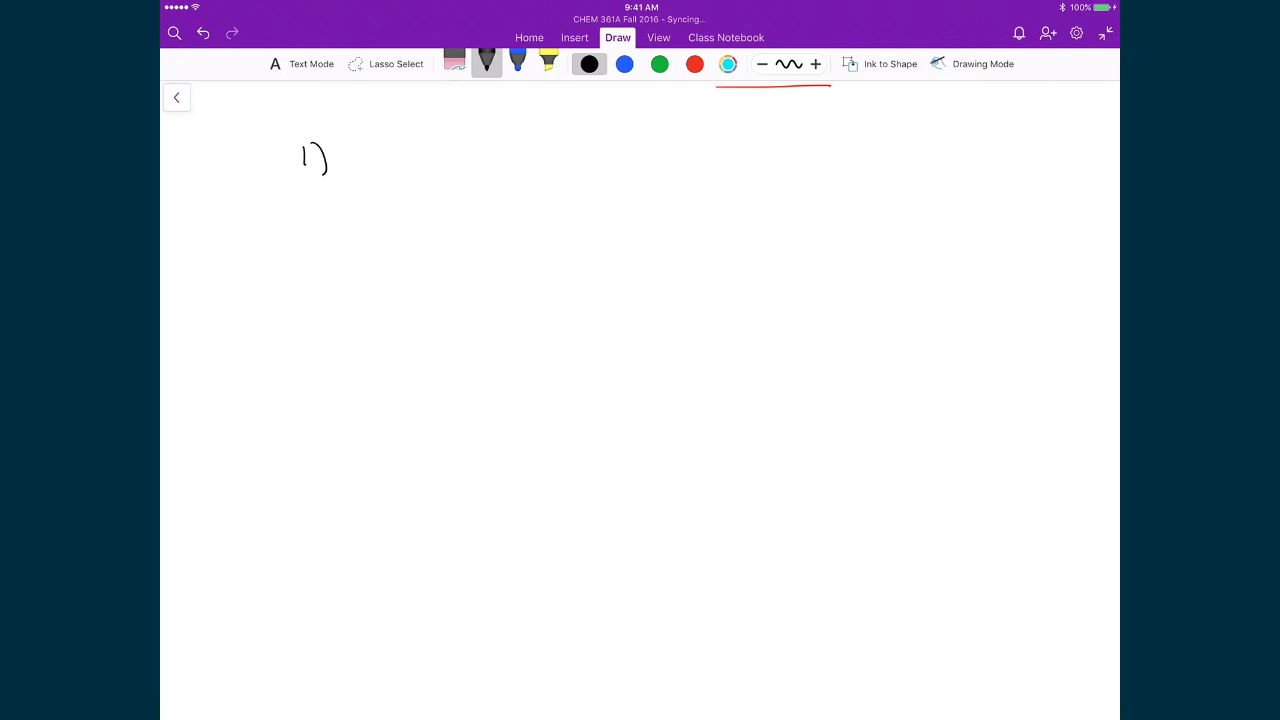 9:41 AM
100%
CHEM 361A Fall 2016 - Syncing...
Home Insert Draw View Class Notebook
A Text Mode Lasso Select Ink to Shape Drawing Mode
1)